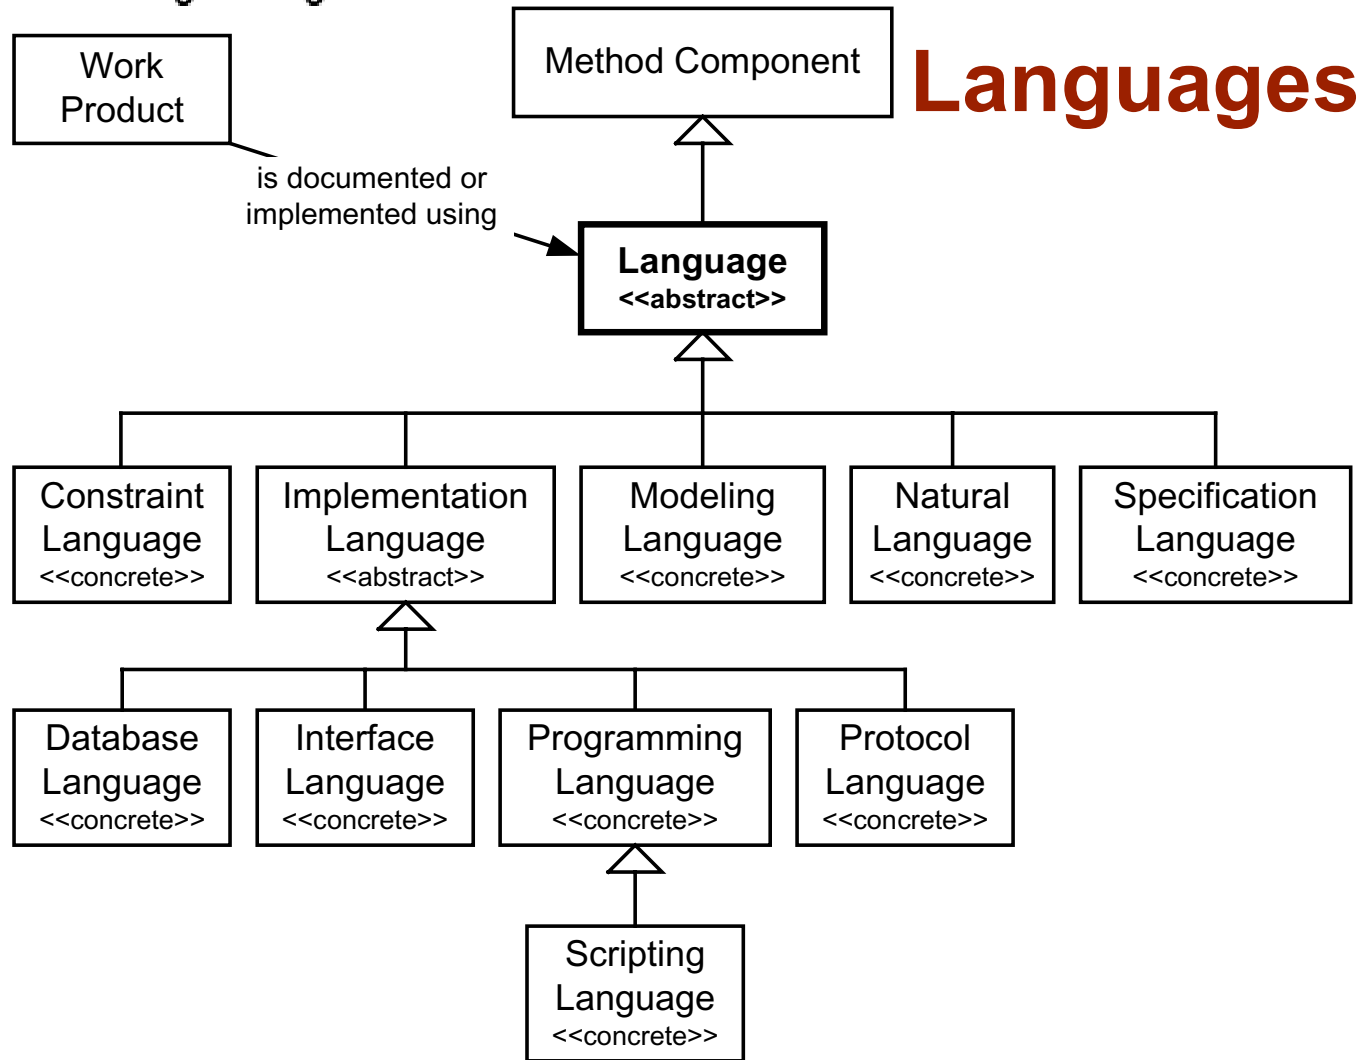 Languages
Work
Product
Method Component
is documented or
implemented using
Language
<<abstract>>
Constraint
Language
<<concrete>>
Implementation
Language
<<abstract>>
Modeling
Language
<<concrete>>
Natural
Language
<<concrete>>
Specification
Language
<<concrete>>
Database
Language
<<concrete>>
Interface
Language
<<concrete>>
Programming
Language
<<concrete>>
Protocol
Language
<<concrete>>
Scripting
Language
<<concrete>>